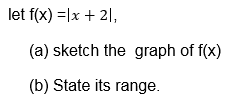 let f(x) =|x + 2|,
(a) sketch the graph of f(x)
(b) State its range.